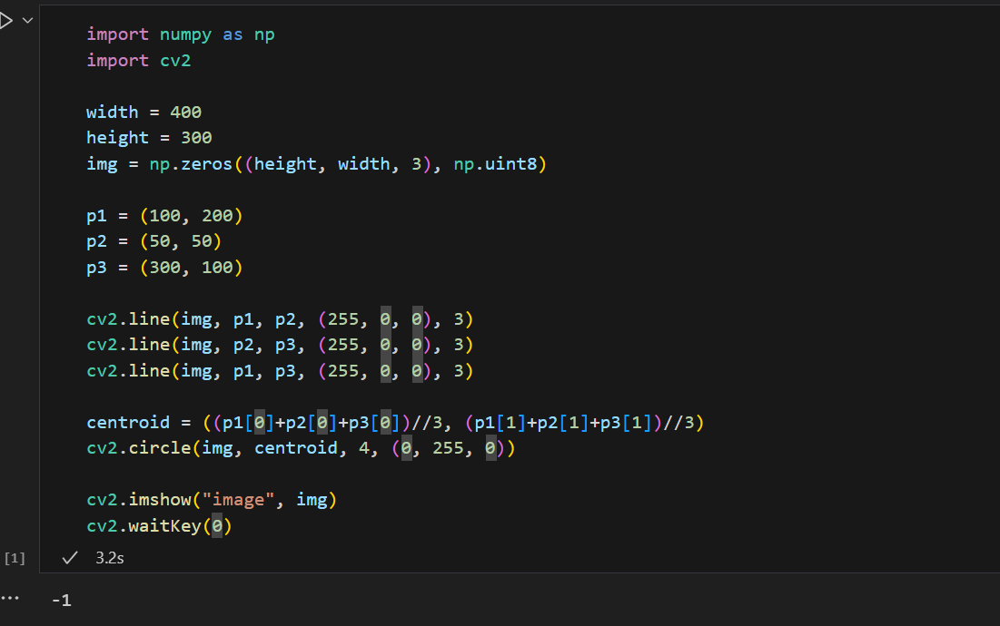 import numpy as np
import cv2
width = 400
height = 300
img = np.zeros((height, width, 3), np.uint8)
p1 = (100, 200)
p2 = (50, 50)
p3 = (300, 100)
cv2.line(img, p1, p2, (255, 0, 0), 3)
cv2.line(img, p2, p3, (255, 0, 0), 3)
cv2.line(img, p1, p3, (255, 0, 0), 3)
centroid = ((p1[0]+p2[0]+p3[0])//3, (p1[1]+p2[1]+p3[1])//3)
cv2.circle(img, centroid, 4, (0, 255, 0))
cv2.imshow("image", img)
cv2.waitKey(0)
[1] ✓ 3.2s
··· -1